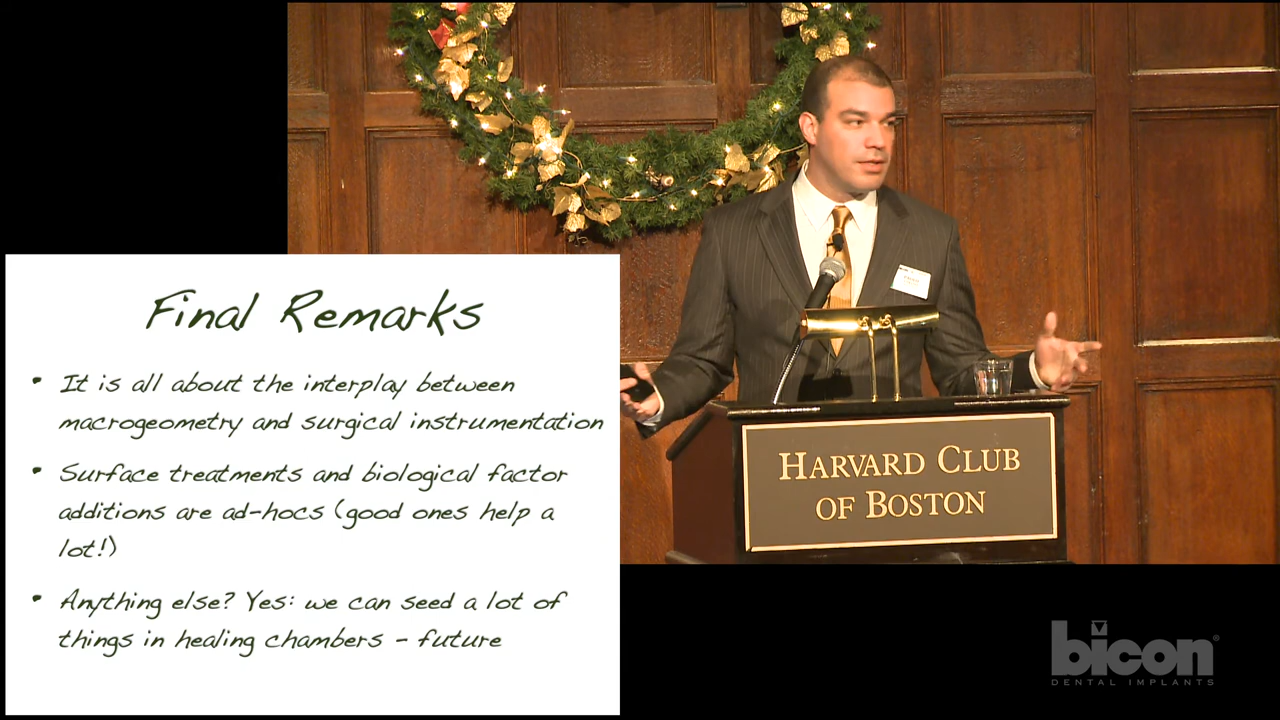 Final Remarks
• It is all about the interplay between
macrogeometry and surgical instrumentation
• Surface treatments and biological factor
additions are ad-hocs (good ones help a
lot!)
• Anything else? Yes: we can seed a lot of
things in healing chambers - future
HARVARD CLUB
OF BOSTON
bicon®
DENTAL IMPLANTS